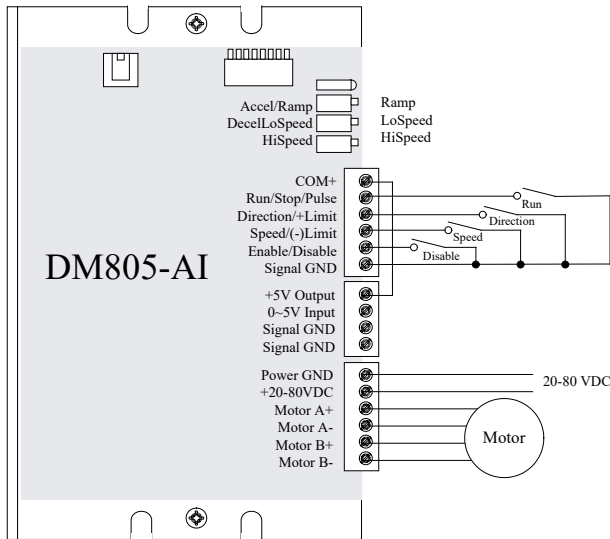 Accel/Ramp Ramp
DecelLoSpeed LoSpeed
HiSpeed HiSpeed
COM+
Run/Stop/Pulse
Run
Direction/+Limit
Direction
Speed/(-)Limit
Speed
Enable/Disable
Disable
Signal GND
DM805-AI
+5V Output
0~5V Input
Signal GND
Signal GND
Power GND
20-80 VDC
+20-80VDC
Motor A+
Motor A-
Motor B+
Motor B-
Motor